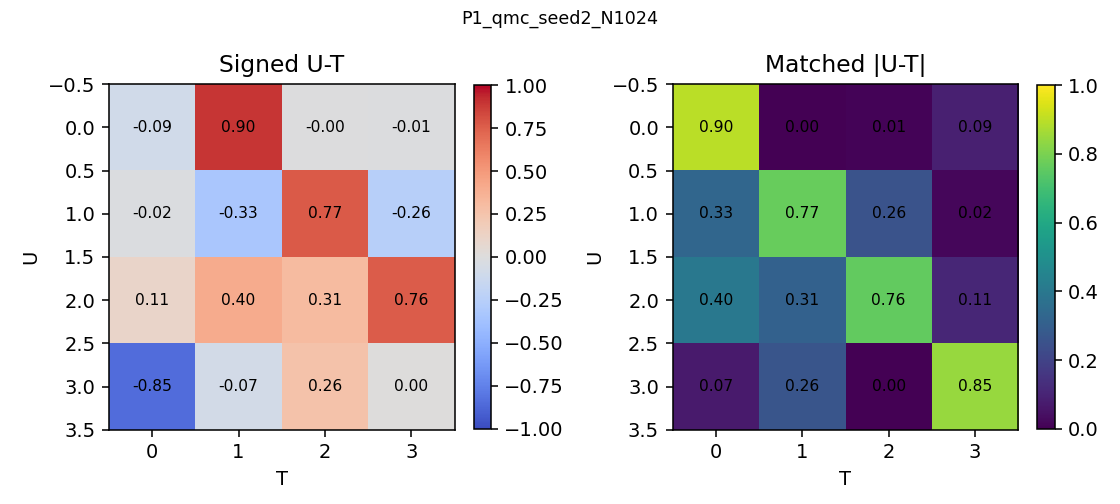 P1_qmc_seed2_N1024
Signed U-T
−0.5
0.0
0.5
1.0
1.5
2.0
2.5
3.0
3.5
U
-0.09 0.90 -0.00 -0.01
-0.02 -0.33 0.77 -0.26
0.11 0.40 0.31 0.76
-0.85 -0.07 0.26 0.00
0 1 2 3
T
1.00
0.75
0.50
0.25
0.00
−0.25
−0.50
−0.75
−1.00
Matched |U-T|
−0.5
0.0
0.5
1.0
1.5
2.0
2.5
3.0
3.5
U
0.90 0.00 0.01 0.09
0.33 0.77 0.26 0.02
0.40 0.31 0.76 0.11
0.07 0.26 0.00 0.85
0 1 2 3
T
1.0
0.8
0.6
0.4
0.2
0.0